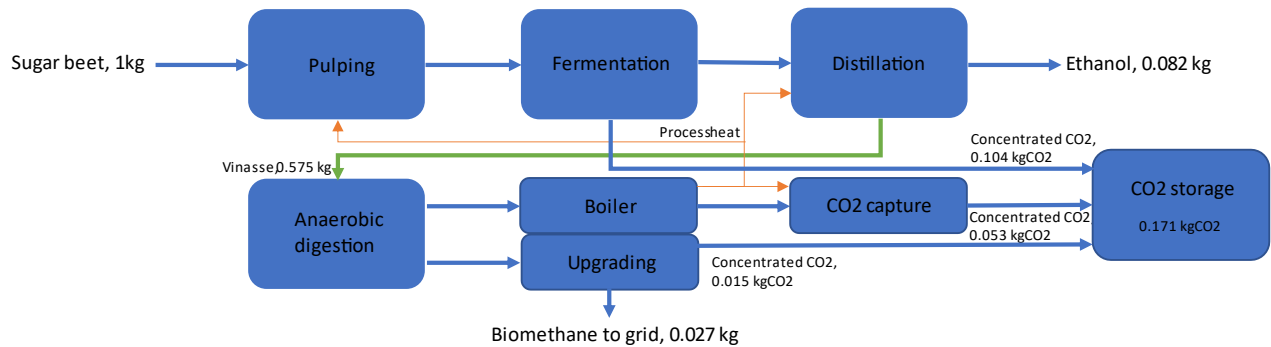 Sugar beet, 1kg
Pulping
Fermentation
Distillation
Ethanol, 0.082 kg
Processheat
Concentrated CO2,
0.104 kgCO2
Vinasse,0.575 kg
Anaerobic
digestion
Boiler
CO2 capture
CO2 storage
0.171 kgCO2
Concentrated CO2
0.053 kgCO2
Upgrading
Concentrated CO2,
0.015 kgCO2
Biomethane to grid, 0.027 kg